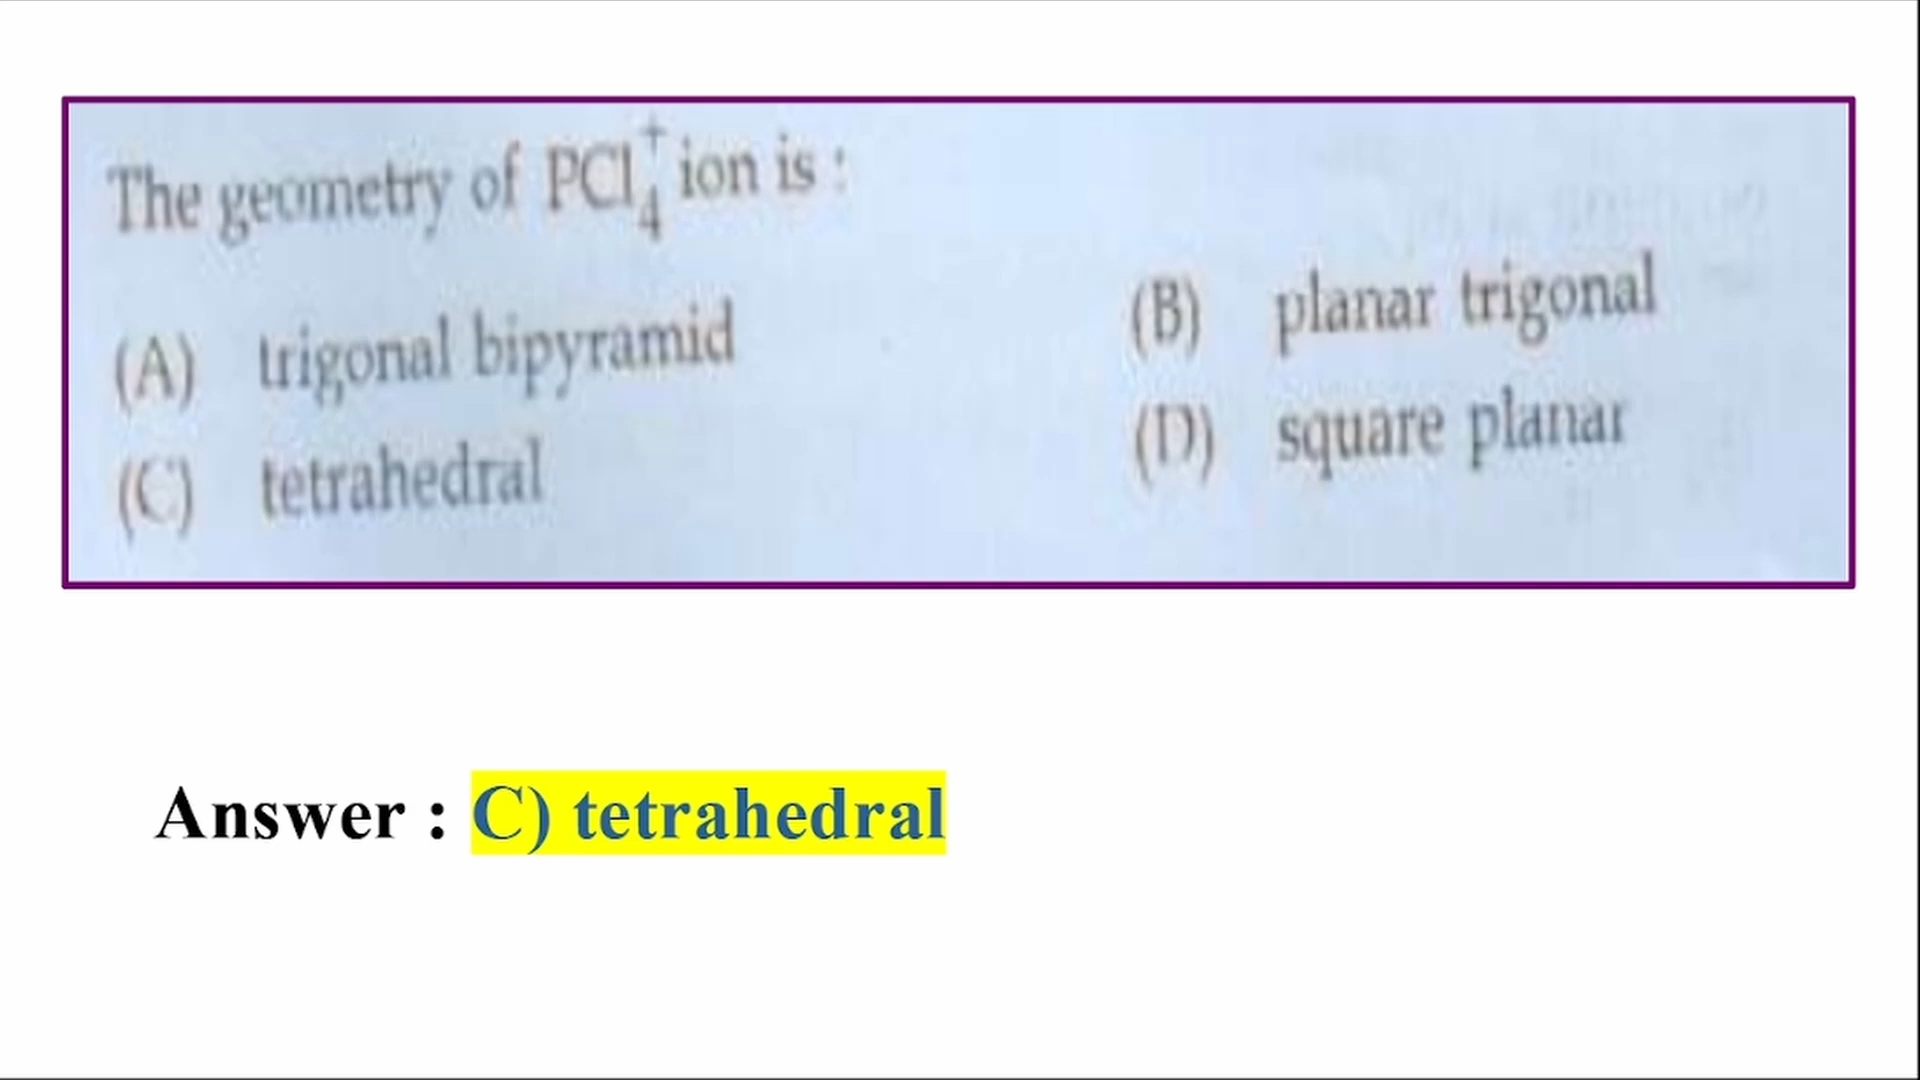 The geometry of PCl₄⁺ ion is :
(A) trigonal bipyramid (B) planar trigonal
(C) tetrahedral (D) square planar
Answer : C) tetrahedral